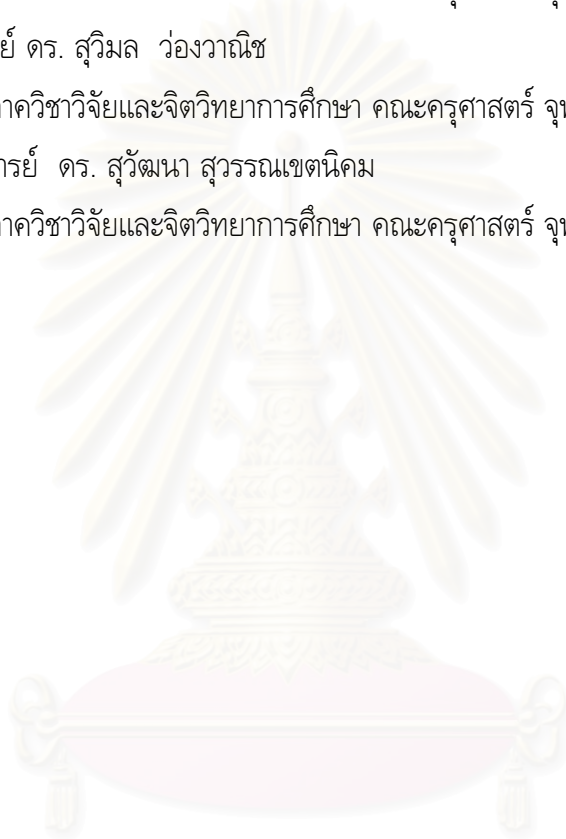 ย์ ดร. สุวิมล ว่องวาณิช
าควิชาวิจัยและจิตวิทยาการศึกษา คณะครุศาสตร์ จุฬ
ารย์ ดร. สุวัฒนา สุวรรณเขตนิคม
าควิชาวิจัยและจิตวิทยาการศึกษา คณะครุศาสตร์ จุฬ